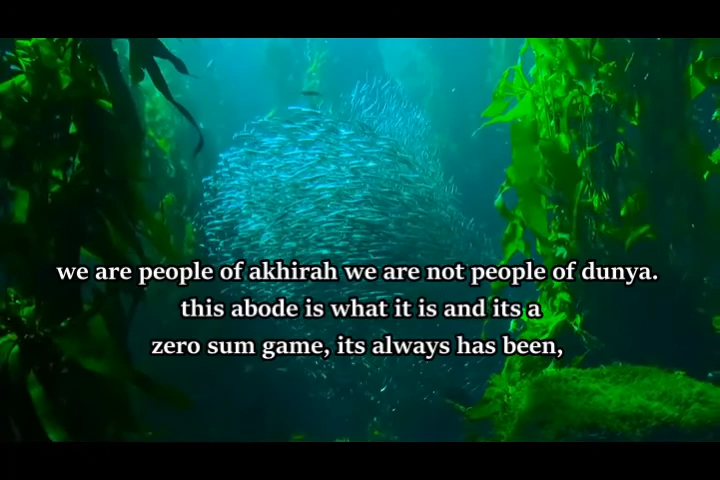 we are people of akhirah we are not people of dunya.
this abode is what it is and its a
zero sum game, its always has been,